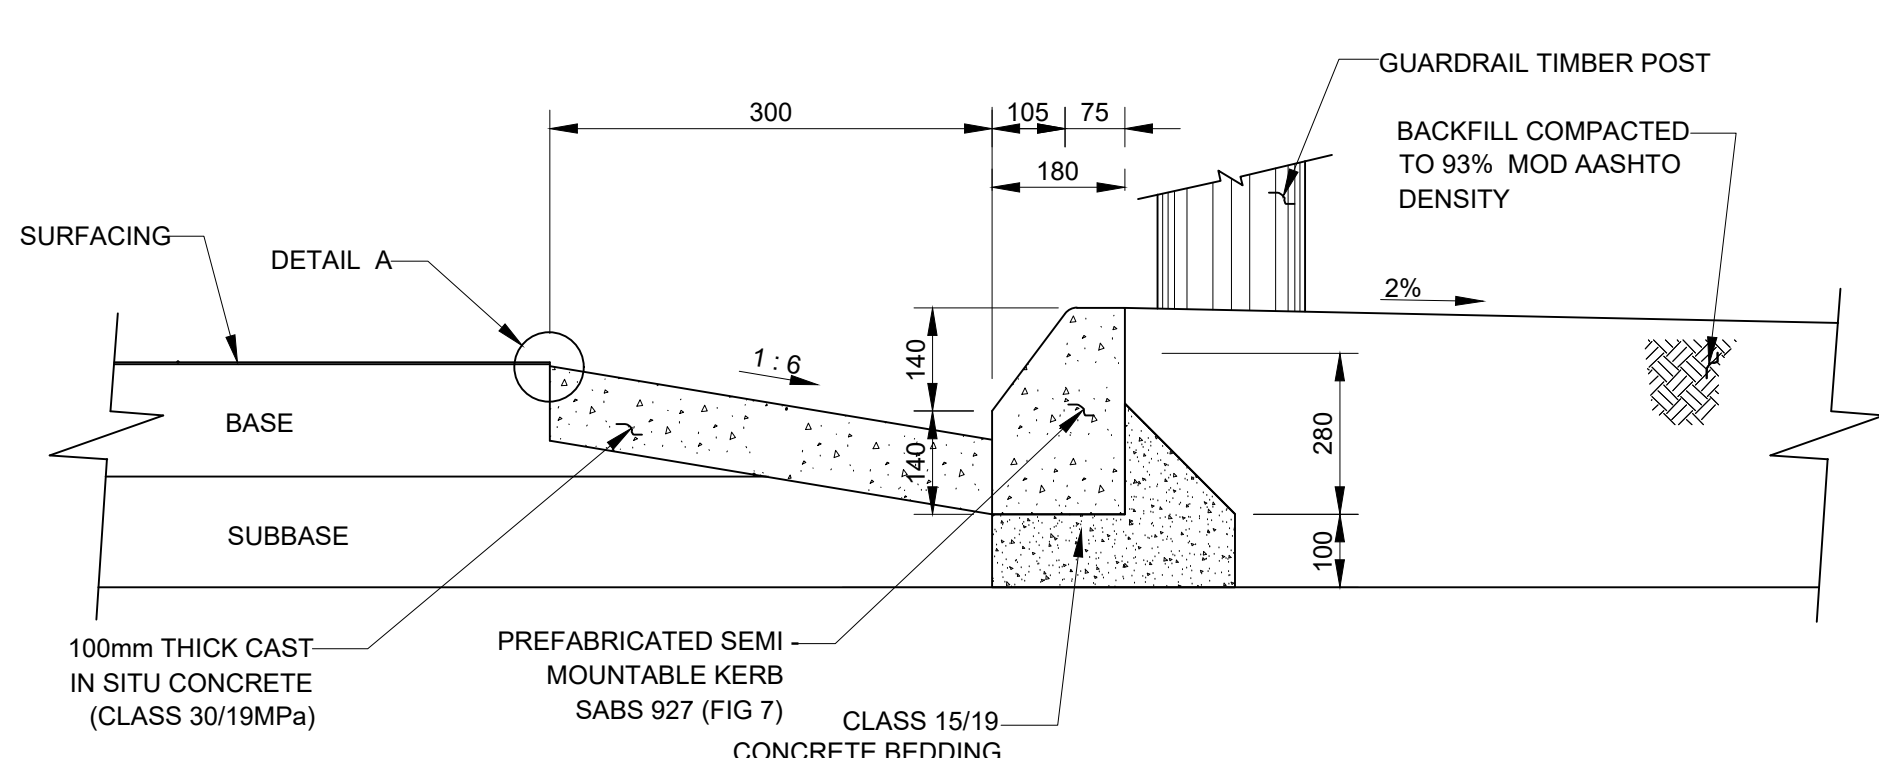 GUARDRAIL TIMBER POST
300
105
75
BACKFILL COMPACTED
TO 93% MOD AASHTO
DENSITY
180
SURFACING
DETAIL A
2%
1 : 6
140
BASE
280
140
SUBBASE
100
100mm THICK CAST
IN SITU CONCRETE
(CLASS 30/19MPa)
PREFABRICATED SEMI -
MOUNTABLE KERB
SABS 927 (FIG 7)
CLASS 15/19
CONCRETE BEDDING